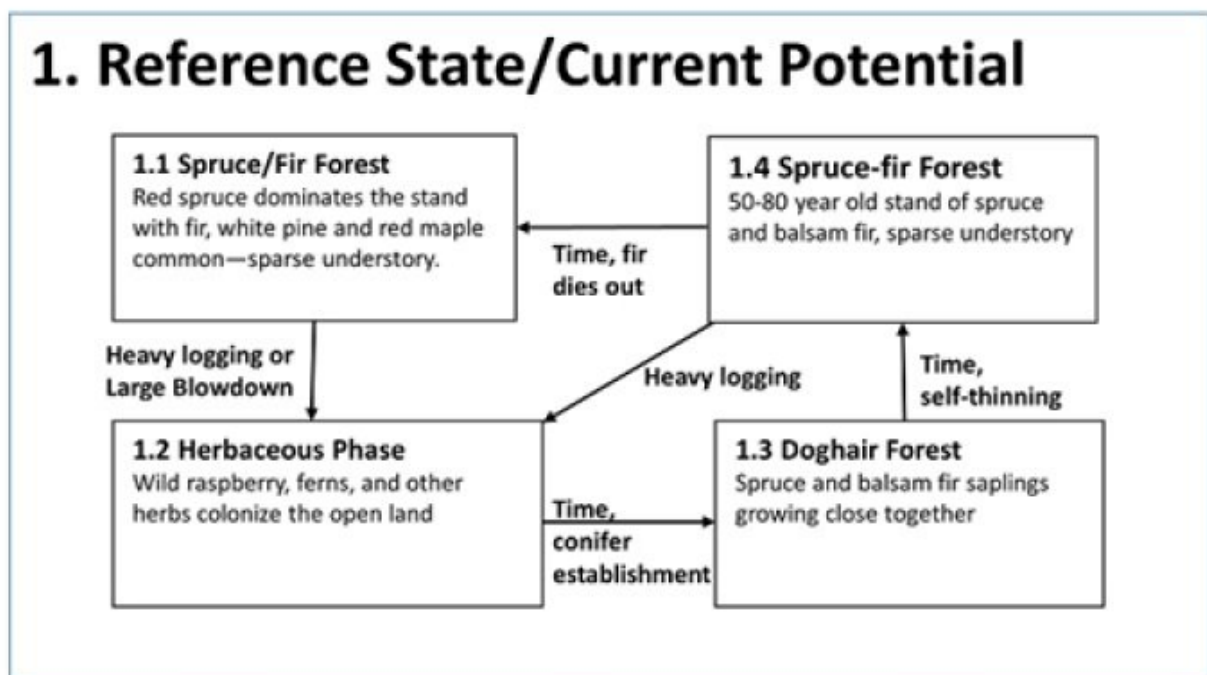 1. Reference State/Current Potential
1.1 Spruce/Fir Forest
Red spruce dominates the stand
with fir, white pine and red maple
common—sparse understory.
1.4 Spruce-fir Forest
50-80 year old stand of spruce
and balsam fir, sparse understory
Time, fir
dies out
Heavy logging or
Large Blowdown
Heavy logging
Time,
self-thinning
1.2 Herbaceous Phase
Wild raspberry, ferns, and other
herbs colonize the open land
Time,
conifer
establishment
1.3 Doghair Forest
Spruce and balsam fir saplings
growing close together